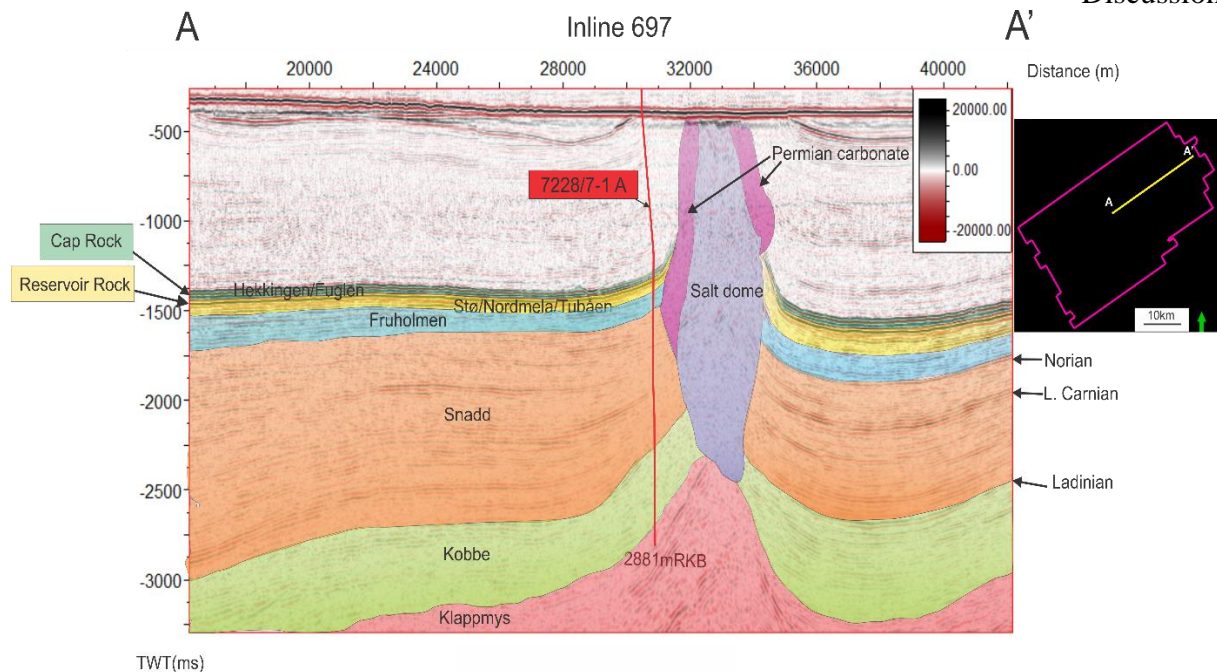 Discussion
A
Inline 697
A'
20000
24000
28000
32000
36000
40000
Distance (m)
-500
-1000
-1500
-2000
-2500
-3000
20000.00
0.00
-20000.00
Permian carbonate
7228/7-1 A
Cap Rock
Reservoir Rock
Hekkingen/Fuglen
Stø/Nordmela/Tubåen
Salt dome
Fruholmen
Snadd
Kobbe
2881mRKB
Klappmys
A'
A
10km
Norian
L. Carnian
Ladinian
TWT(ms)